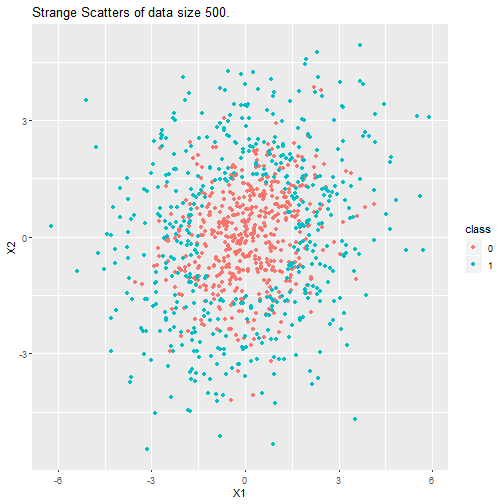 Strange Scatters of data size 500.
3
0
-3
X2
-6
-3
0
3
6
X1
class
0
1